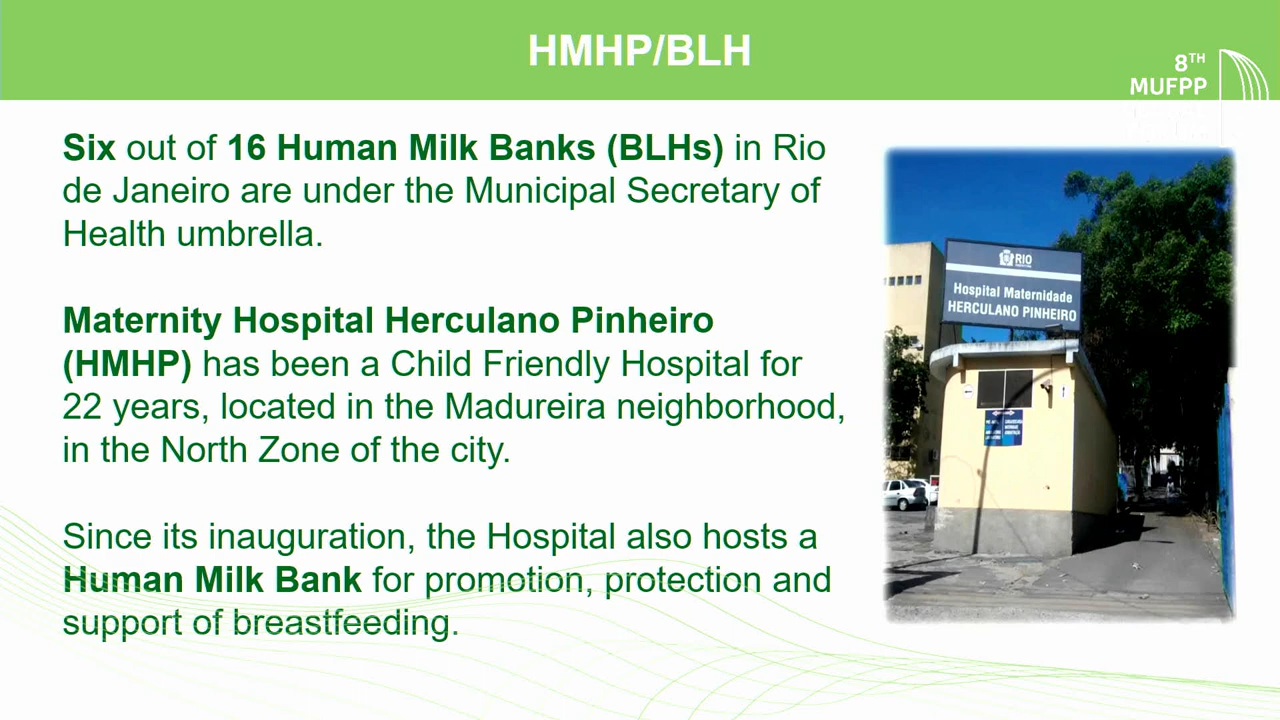 HMHP/BLH
8TH
MUFPP
Six out of 16 Human Milk Banks (BLHs) in Rio
de Janeiro are under the Municipal Secretary of
Health umbrella.
Maternity Hospital Herculano Pinheiro
(HMHP) has been a Child Friendly Hospital for
22 years, located in the Madureira neighborhood,
in the North Zone of the city.
Since its inauguration, the Hospital also hosts a
Human Milk Bank for promotion, protection and
support of breastfeeding.
RIO
Hospital Maternidade
HERCULANO PINHEIRO